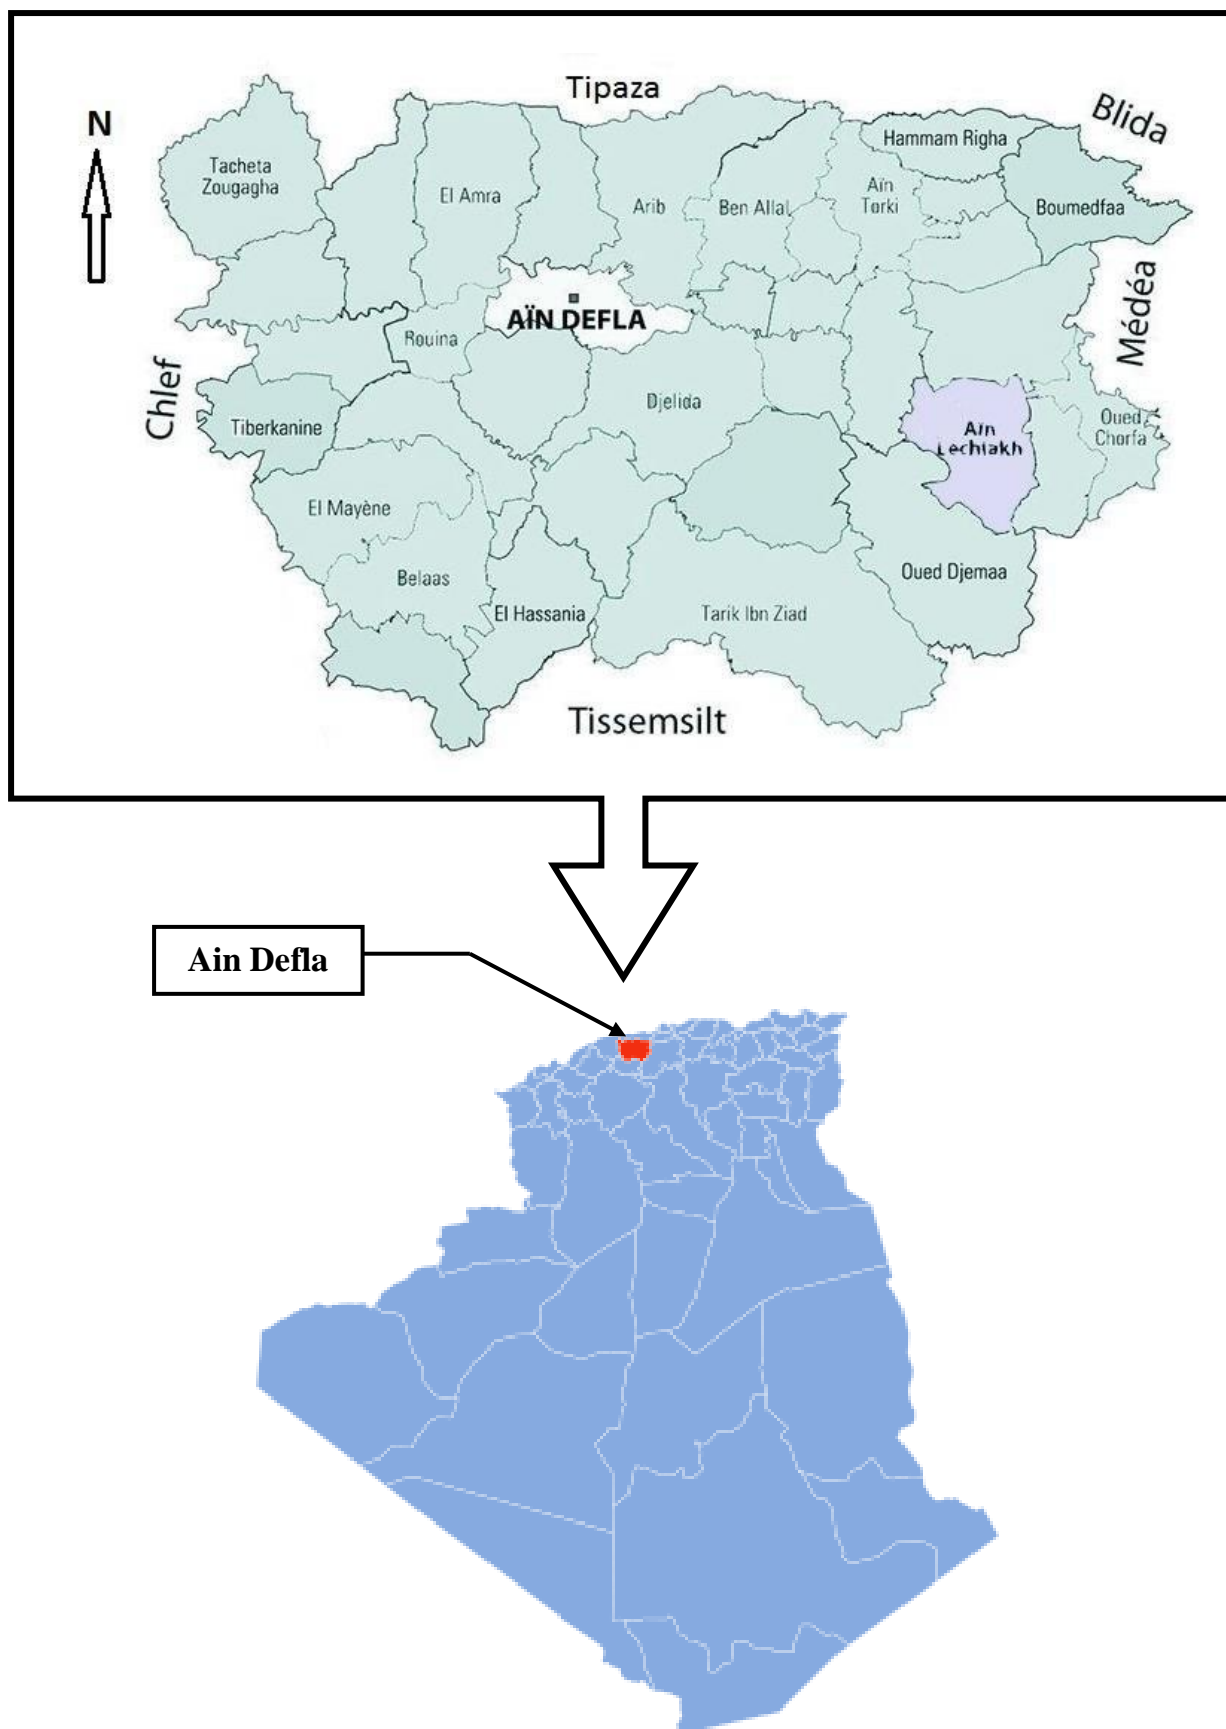 Tipaza
Blida
N
Hammam Righa
Tacheta
Zougagha
El Amra
Arib
Ben Allal
Aïn
Torki
Boumedfaa
AÏN DEFLA
Médéa
Rouina
Chlef
Tiberkanine
Djelida
Aïn
Lechiakh
Oued
Chorfa
El Mayène
Belaas
Oued Djemaa
El Hassania
Tarik Ibn Ziad
Tissemsilt
Ain Defla